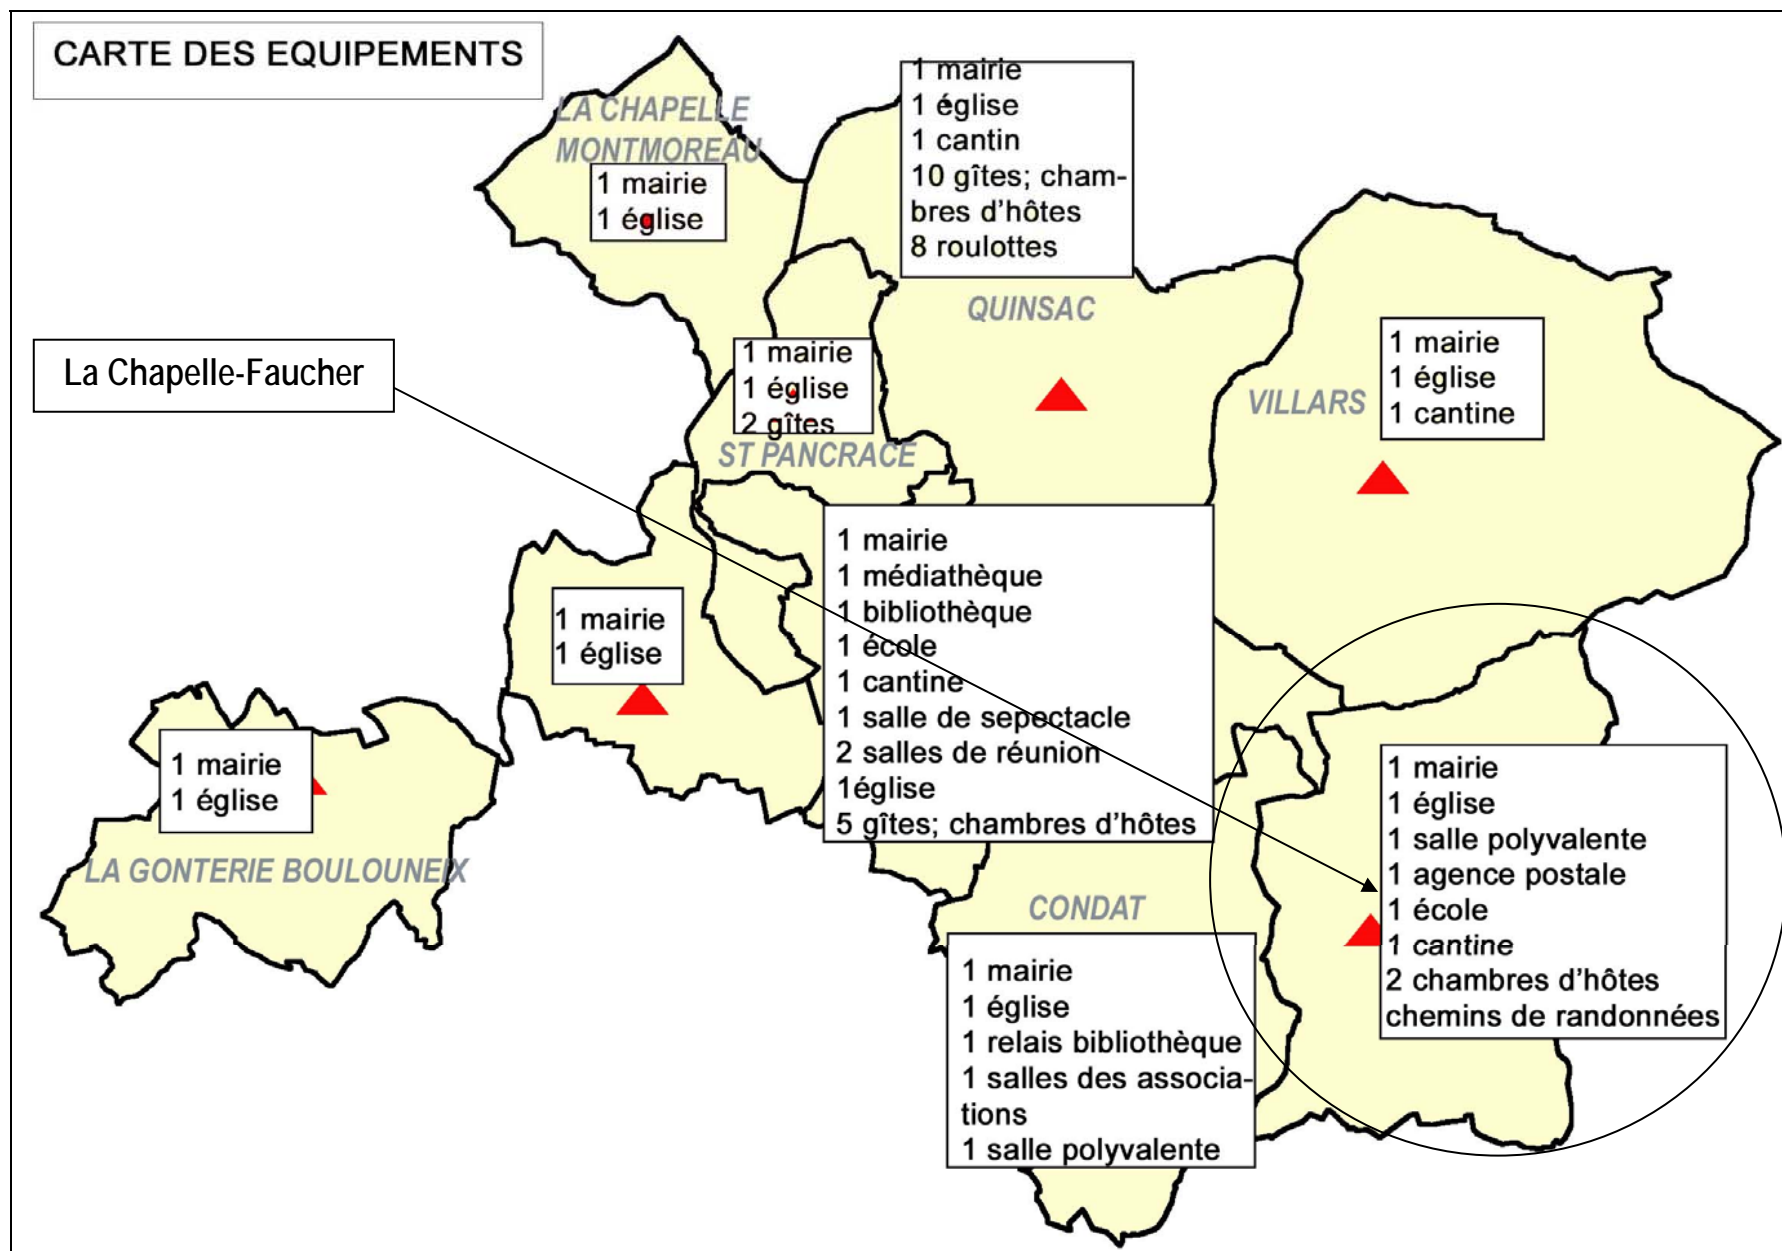 CARTE DES EQUIPEMENTS
LA CHAPELLE
MONTMOREAU
1 mairie
1 église
1 mairie
1 église
1 cantin
10 gîtes; cham-
bres d'hôtes
8 roulottes
QUINSAC
La Chapelle-Faucher
1 mairie
1 église
2 gîtes
ST PANCRACE
VILLARS
1 mairie
1 église
1 cantine
1 mairie
1 médiathèque
1 bibliothèque
1 école
1 cantine
1 salle de sepectacle
2 salles de réunion
1église
5 gîtes; chambres d'hôtes
1 mairie
1 église
1 mairie
1 église
LA GONTERIE BOULOUNEIX
1 mairie
1 église
1 salle polyvalente
1 agence postale
1 école
1 cantine
2 chambres d'hôtes
chemins de randonnées
CONDAT
1 mairie
1 église
1 relais bibliothèque
1 salles des associa-
tions
1 salle polyvalente